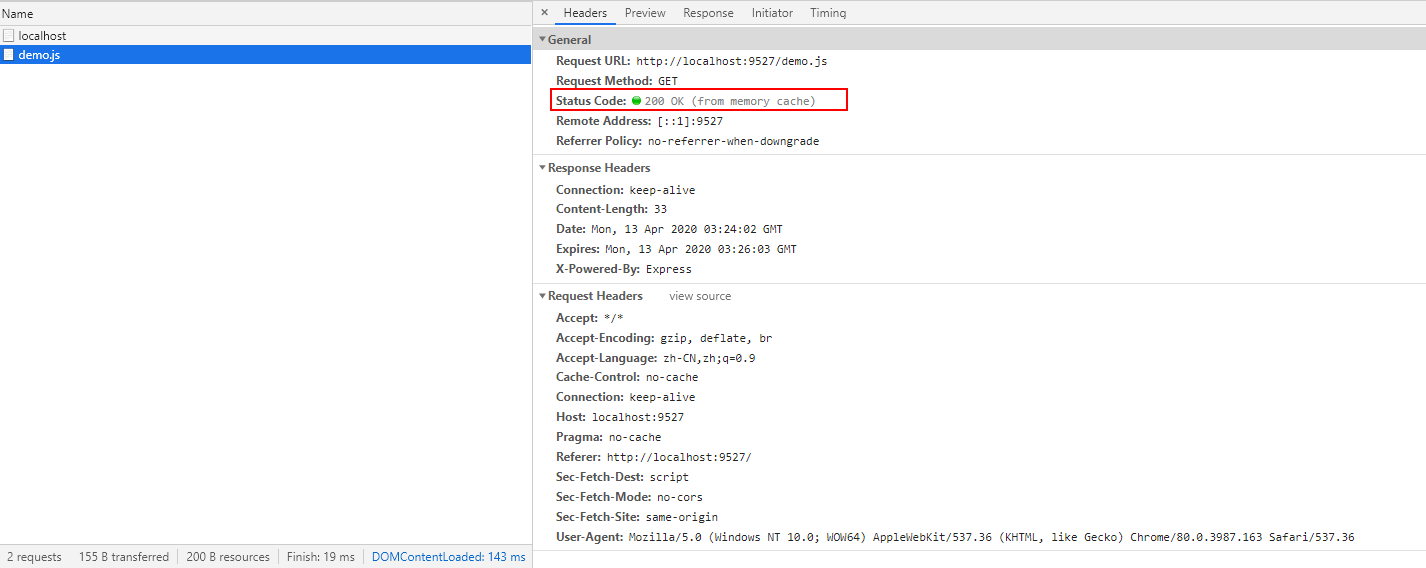 Name
localhost
demo.js
2 requests 155 B transferred 200 B resources Finish: 19 ms DOMContentLoaded: 143 ms
× Headers Preview Response Initiator Timing
General
Request URL: http://localhost:9527/demo.js
Request Method: GET
Status Code: 200 OK (from memory cache)
Remote Address: [::1]:9527
Referrer Policy: no-referrer-when-downgrade
Response Headers
Connection: keep-alive
Content-Length: 33
Date: Mon, 13 Apr 2020 03:24:02 GMT
Expires: Mon, 13 Apr 2020 03:26:03 GMT
X-Powered-By: Express
Request Headers view source
Accept: */*
Accept-Encoding: gzip, deflate, br
Accept-Language: zh-CN,zh;q=0.9
Cache-Control: no-cache
Connection: keep-alive
Host: localhost:9527
Pragma: no-cache
Referer: http://localhost:9527/
Sec-Fetch-Dest: script
Sec-Fetch-Mode: no-cors
Sec-Fetch-Site: same-origin
User-Agent: Mozilla/5.0 (Windows NT 10.0; WOW64) AppleWebKit/537.36 (KHTML, like Gecko) Chrome/80.0.3987.163 Safari/537.36